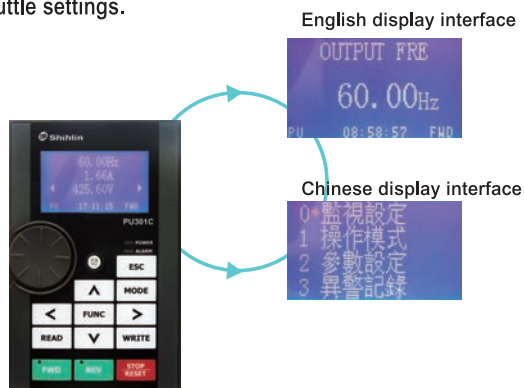 uttle settings.
English display interface
OUTPUT FRE
60.00Hz
PU 08:58:57 FWD
Chinese display interface
0 監視設定
1 操作模式
2 參數設定
3 異警記錄
Shihlin
60.00Hz
1.66A
425.60V
PU 17:11:25 FWD
PU301C
POWER
ALARM
ESC
MODE
FUNC
READ
WRITE
FWD
REV
STOP
RESET